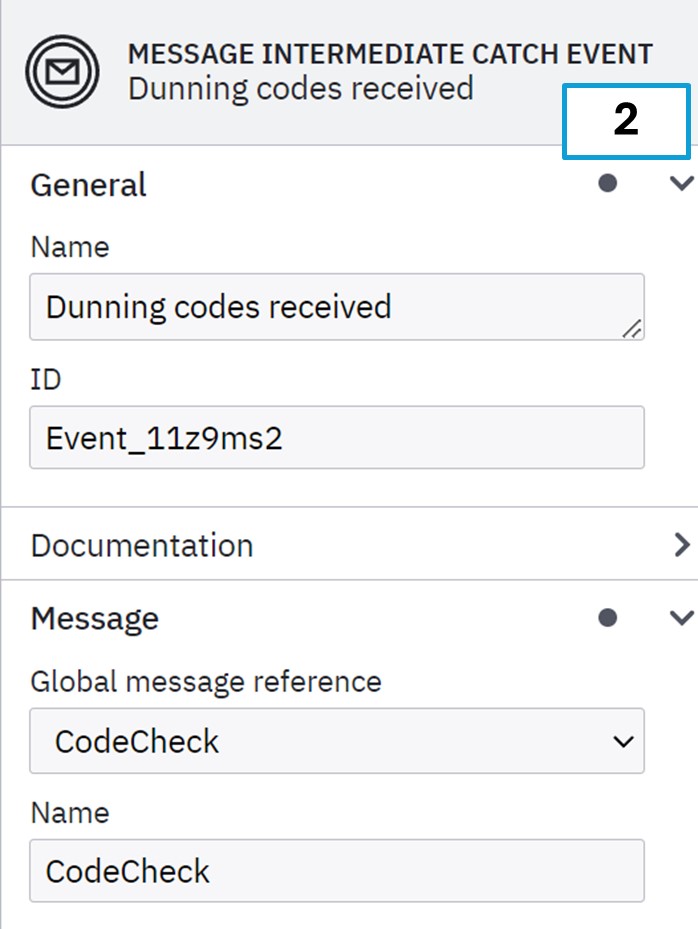 MESSAGE INTERMEDIATE CATCH EVENT
Dunning codes received
2
General
Name
Dunning codes received
ID
Event_11z9ms2
Documentation
Message
Global message reference
CodeCheck
Name
CodeCheck